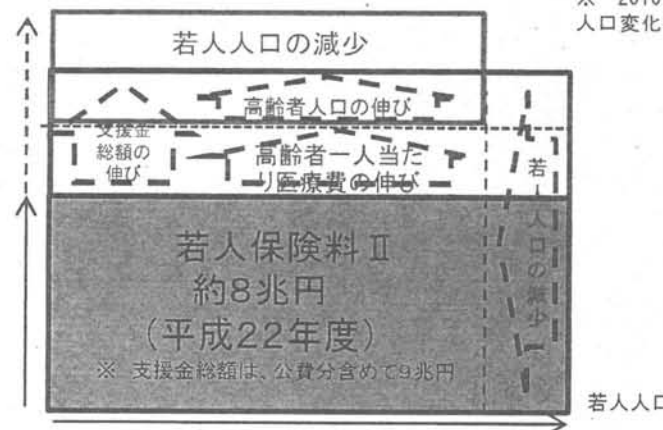 人口変化
若人人口の減少
高齢者人口の伸び
支援金
総額の
伸び
高齢者一人当た
り医療費の伸び
若人人口の減少
若人保険料Ⅱ
約8兆円
(平成22年度)
※ 支援金総額は、公費分含めて9兆円
若人人口